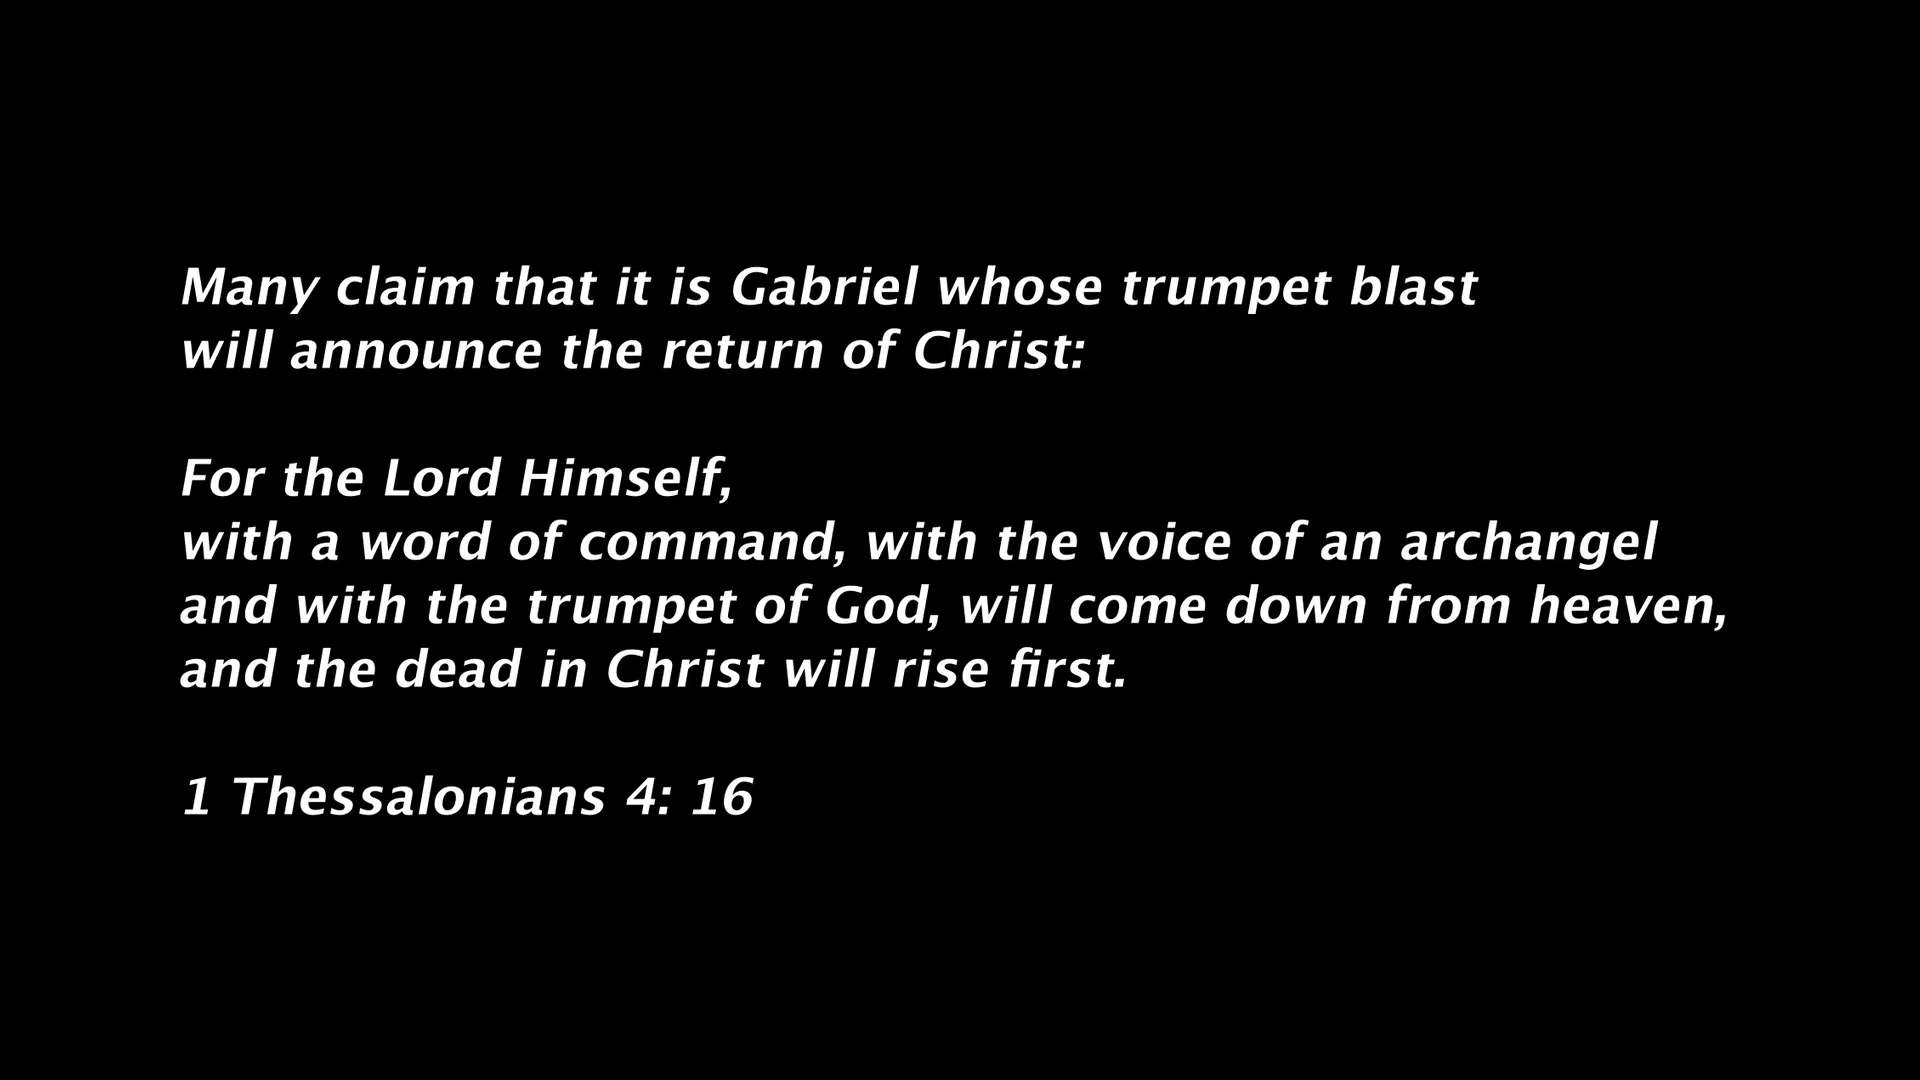 Many claim that it is Gabriel whose trumpet blast
will announce the return of Christ:
For the Lord Himself,
with a word of command, with the voice of an archangel
and with the trumpet of God, will come down from heaven,
and the dead in Christ will rise first.
1 Thessalonians 4: 16